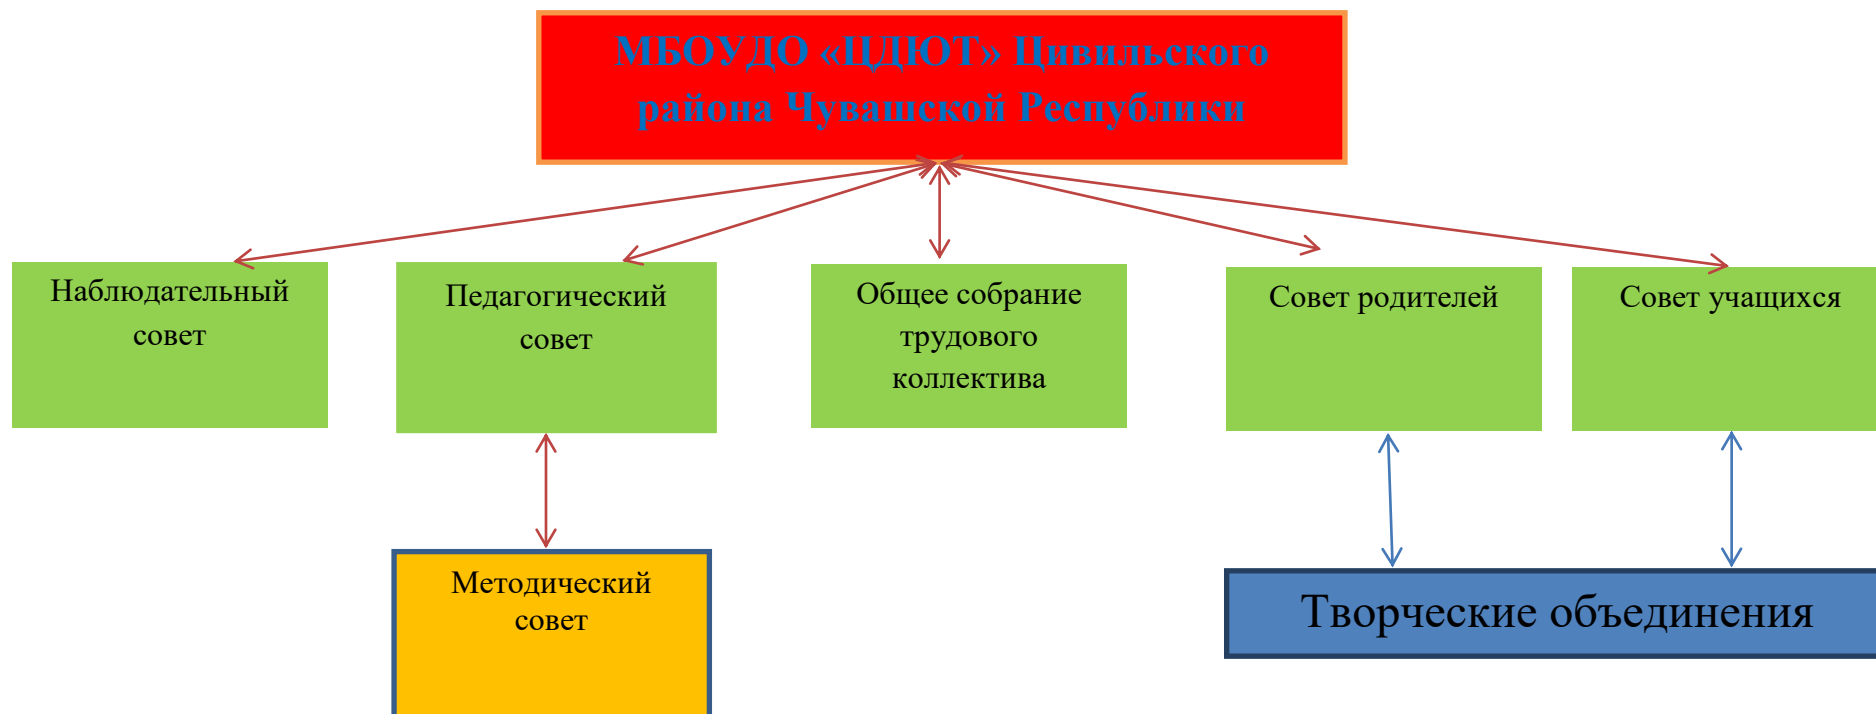 МБОУДО «ЦДЮТ» Цивильского
района Чувашской Республики
Наблюдательный
совет
Педагогический
совет
Общее собрание
трудового
коллектива
Совет родителей
Совет учащихся
Методический
совет
Творческие объединения